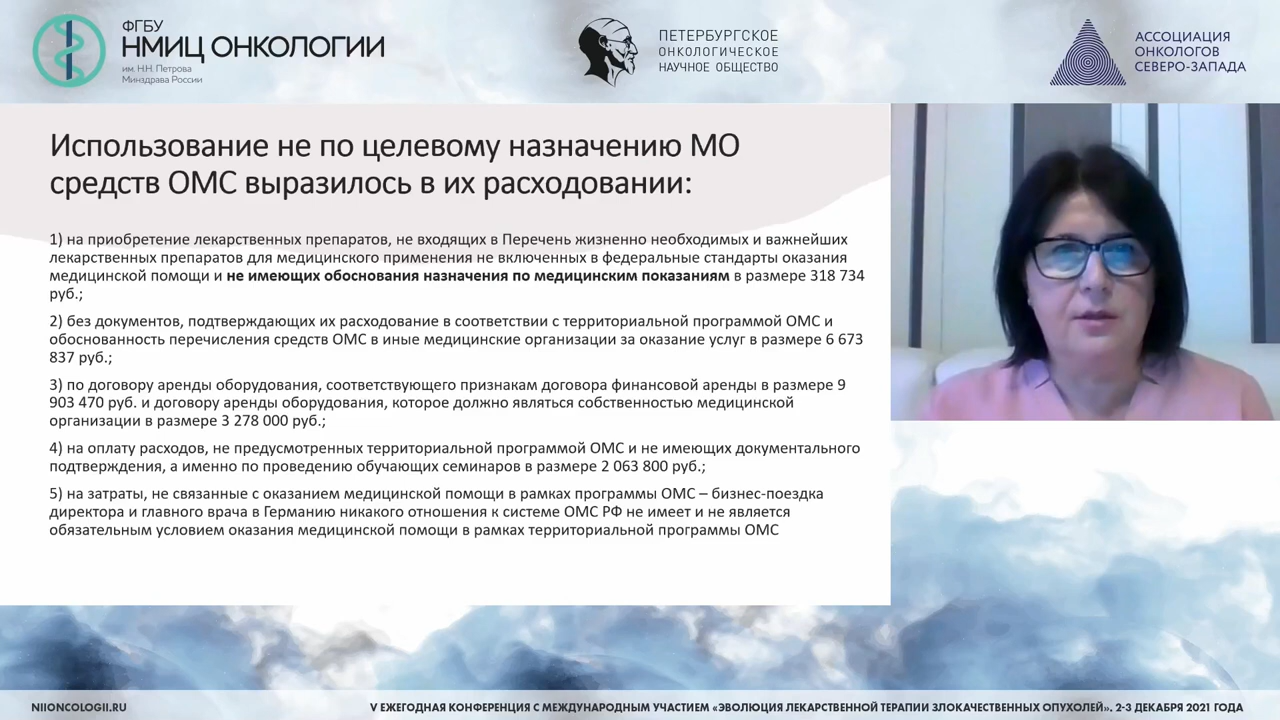 ФГБУ
НМИЦ ОНКОЛОГИИ
им. Н.Н. Петрова
Минздрава России
ПЕТЕРБУРГСКОЕ
ОНКОЛОГИЧЕСКОЕ
НАУЧНОЕ ОБЩЕСТВО
АССОЦИАЦИЯ
ОНКОЛОГОВ
СЕВЕРО-ЗАПАДА
Использование не по целевому назначению МО
средств ОМС выразилось в их расходовании:
1) на приобретение лекарственных препаратов, не входящих в Перечень жизненно необходимых и важнейших
лекарственных препаратов для медицинского применения не включенных в федеральные стандарты оказания
медицинской помощи и не имеющих обоснования назначения по медицинским показаниям в размере 318 734
руб.;
2) без документов, подтверждающих их расходование в соответствии с территориальной программой ОМС и
обоснованность перечисления средств ОМС в иные медицинские организации за оказание услуг в размере 6 673
837 руб.;
3) по договору аренды оборудования, соответствующего признакам договора финансовой аренды в размере 9
903 470 руб. и договору аренды оборудования, которое должно являться собственностью медицинской
организации в размере 3 278 000 руб.;
4) на оплату расходов, не предусмотренных территориальной программой ОМС и не имеющих документального
подтверждения, а именно по проведению обучающих семинаров в размере 2 063 800 руб.;
5) на затраты, не связанные с оказанием медицинской помощи в рамках программы ОМС – бизнес-поездка
директора и главного врача в Германию никакого отношения к системе ОМС РФ не имеет и не является
обязательным условием оказания медицинской помощи в рамках территориальной программы ОМС
NIIONCOLOGII.RU
V ЕЖЕГОДНАЯ КОНФЕРЕНЦИЯ С МЕЖДУНАРОДНЫМ УЧАСТИЕМ «ЭВОЛЮЦИЯ ЛЕКАРСТВЕННОЙ ТЕРАПИИ ЗЛОКАЧЕСТВЕННЫХ ОПУХОЛЕЙ». 2-3 ДЕКАБРЯ 2021 ГОДА